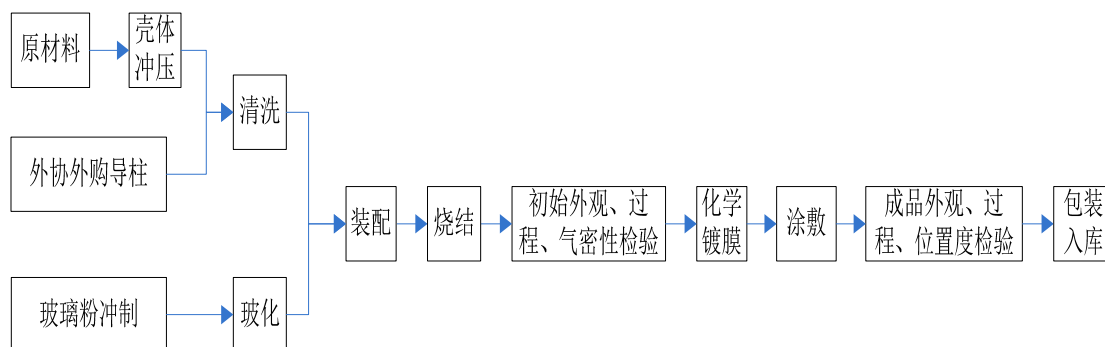 原材料
壳体
冲压
清洗
外协外购导柱
玻璃粉冲制
玻化
装配
烧结
初始外观、过
程、气密性检验
化学
镀膜
涂敷
成品外观、过
程、位置度检验
包装
入库